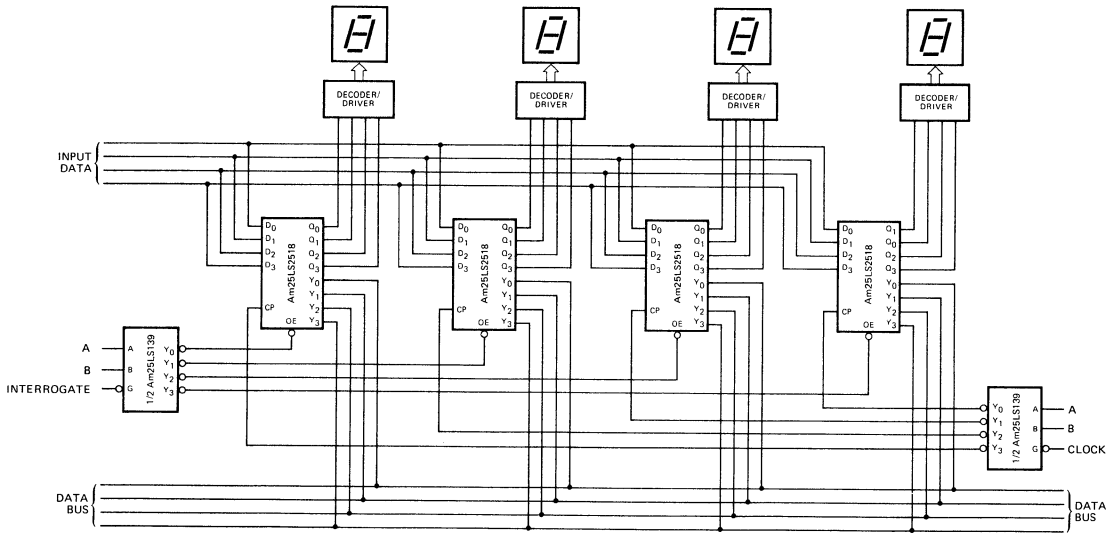 DECODER/
DRIVER
DECODER/
DRIVER
DECODER/
DRIVER
DECODER/
DRIVER
INPUT
DATA
D0
D1
D2
D3
CP
Am25LS2518
OE
Q0
Q1
Q2
Q3
Y0
Y1
Y2
Y3
D0
D1
D2
D3
CP
Am25LS2518
OE
Q0
Q1
Q2
Q3
Y0
Y1
Y2
Y3
D0
D1
D2
D3
CP
Am25LS2518
OE
Q0
Q1
Q2
Q3
Y0
Y1
Y2
Y3
D0
D1
D2
D3
CP
Am25LS2518
OE
Q1
Q0
Q2
Q3
Y0
Y1
Y2
Y3
A
B
INTERROGATE
A
B
G
1/2 Am25LS139
Y0
Y1
Y2
Y3
Y0
Y1
Y2
Y3
1/2 Am25LS139
A
B
G
A
B
CLOCK
DATA
BUS
DATA
BUS